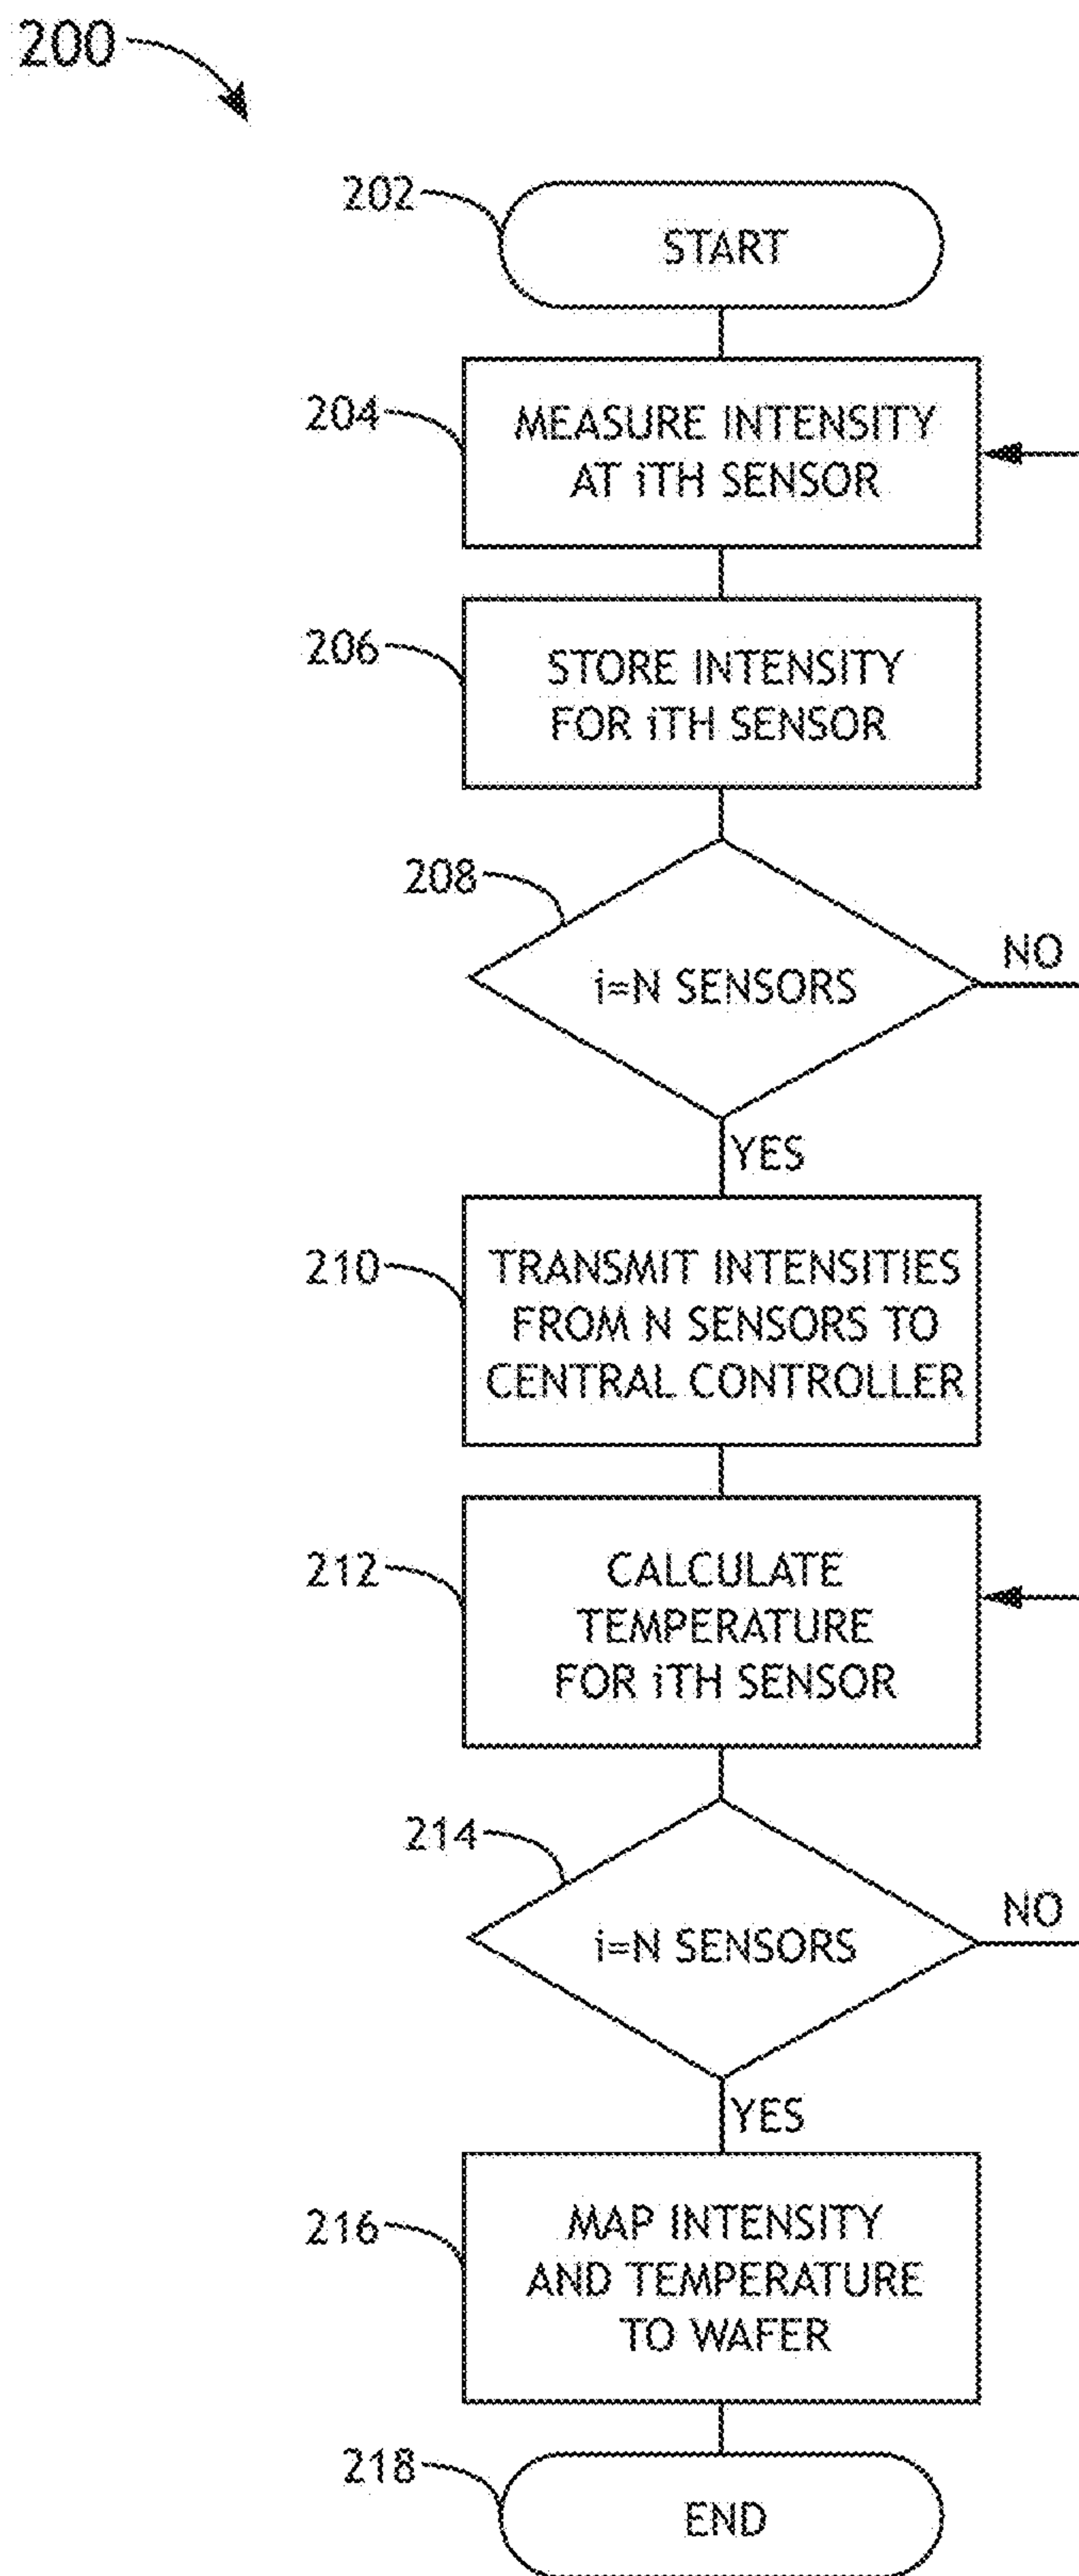 200
202
START
204
MEASURE INTENSITY
AT iTH SENSOR
206
STORE INTENSITY
FOR iTH SENSOR
208
i=N SENSORS
NO
YES
210
TRANSMIT INTENSITIES
FROM N SENSORS TO
CENTRAL CONTROLLER
212
CALCULATE
TEMPERATURE
FOR iTH SENSOR
214
i=N SENSORS
NO
YES
216
MAP INTENSITY
AND TEMPERATURE
TO WAFER
218
END